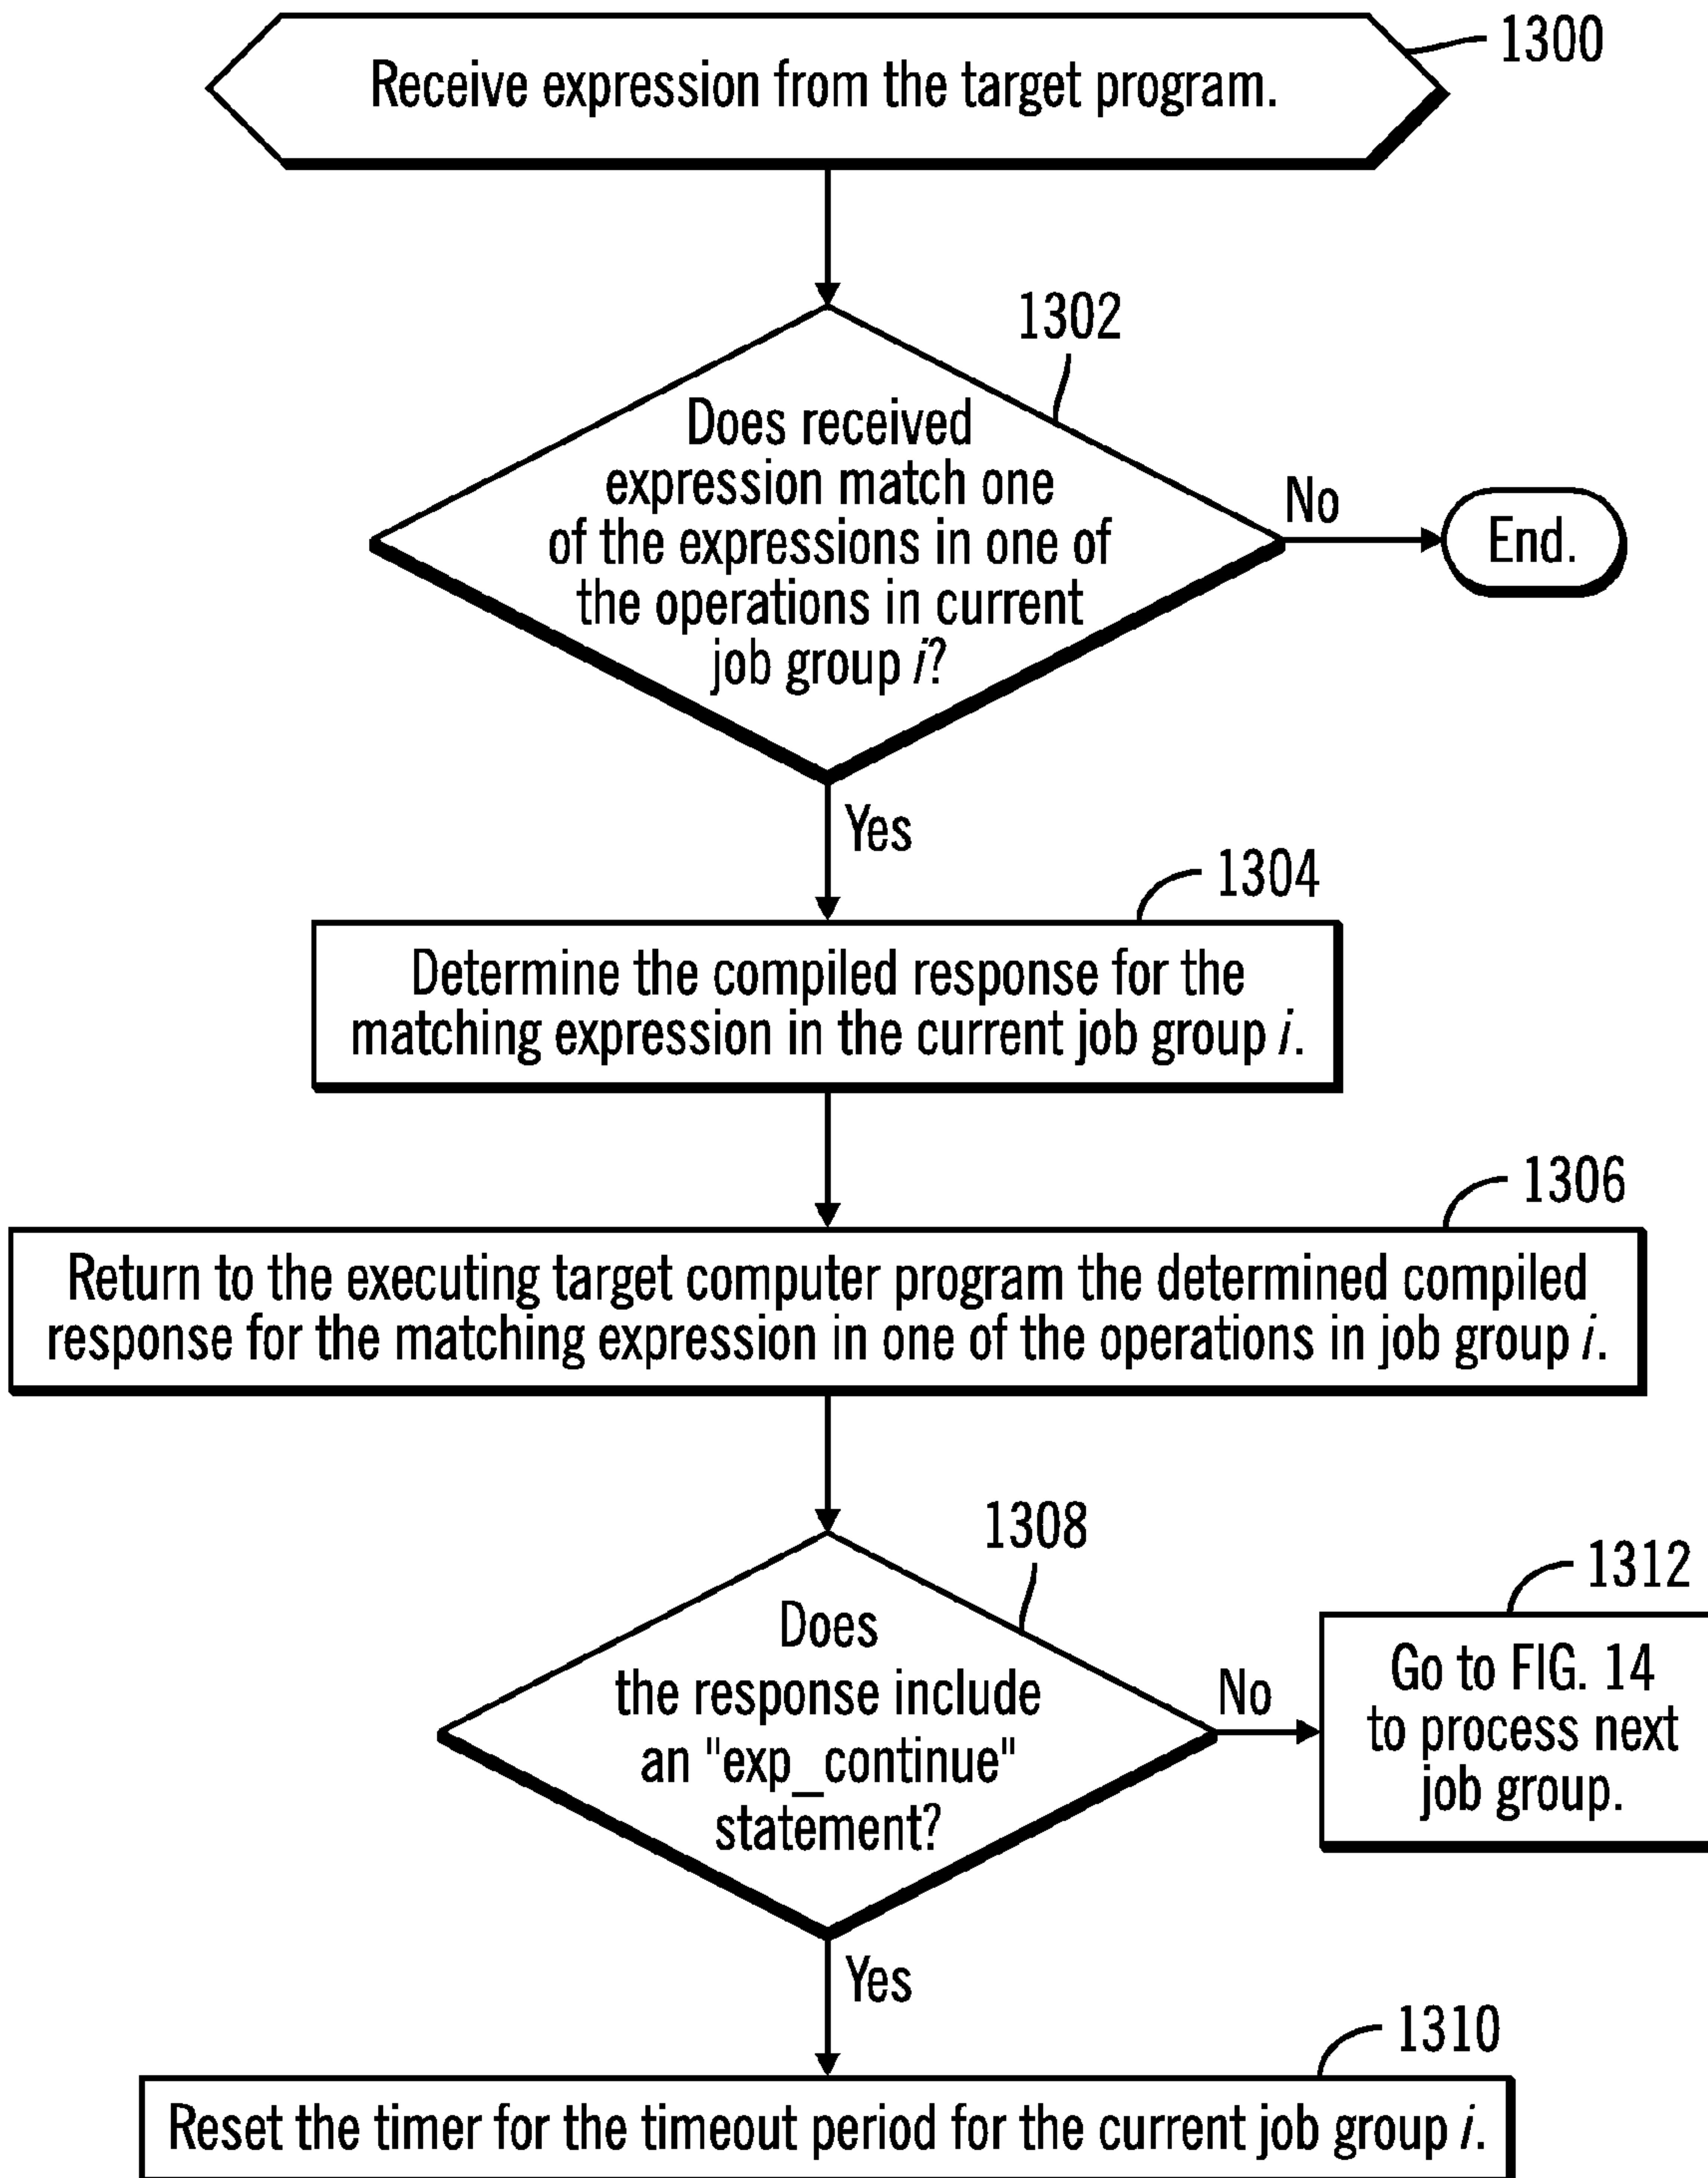 1300
Receive expression from the target program.
1302
Does received
expression match one
of the expressions in one of
the operations in current
job group i?
No
End.
Yes
1304
Determine the compiled response for the
matching expression in the current job group i.
1306
Return to the executing target computer program the determined compiled
response for the matching expression in one of the operations in job group i.
1308
Does
the response include
an "exp_continue"
statement?
No
1312
Go to FIG. 14
to process next
job group.
Yes
1310
Reset the timer for the timeout period for the current job group i.